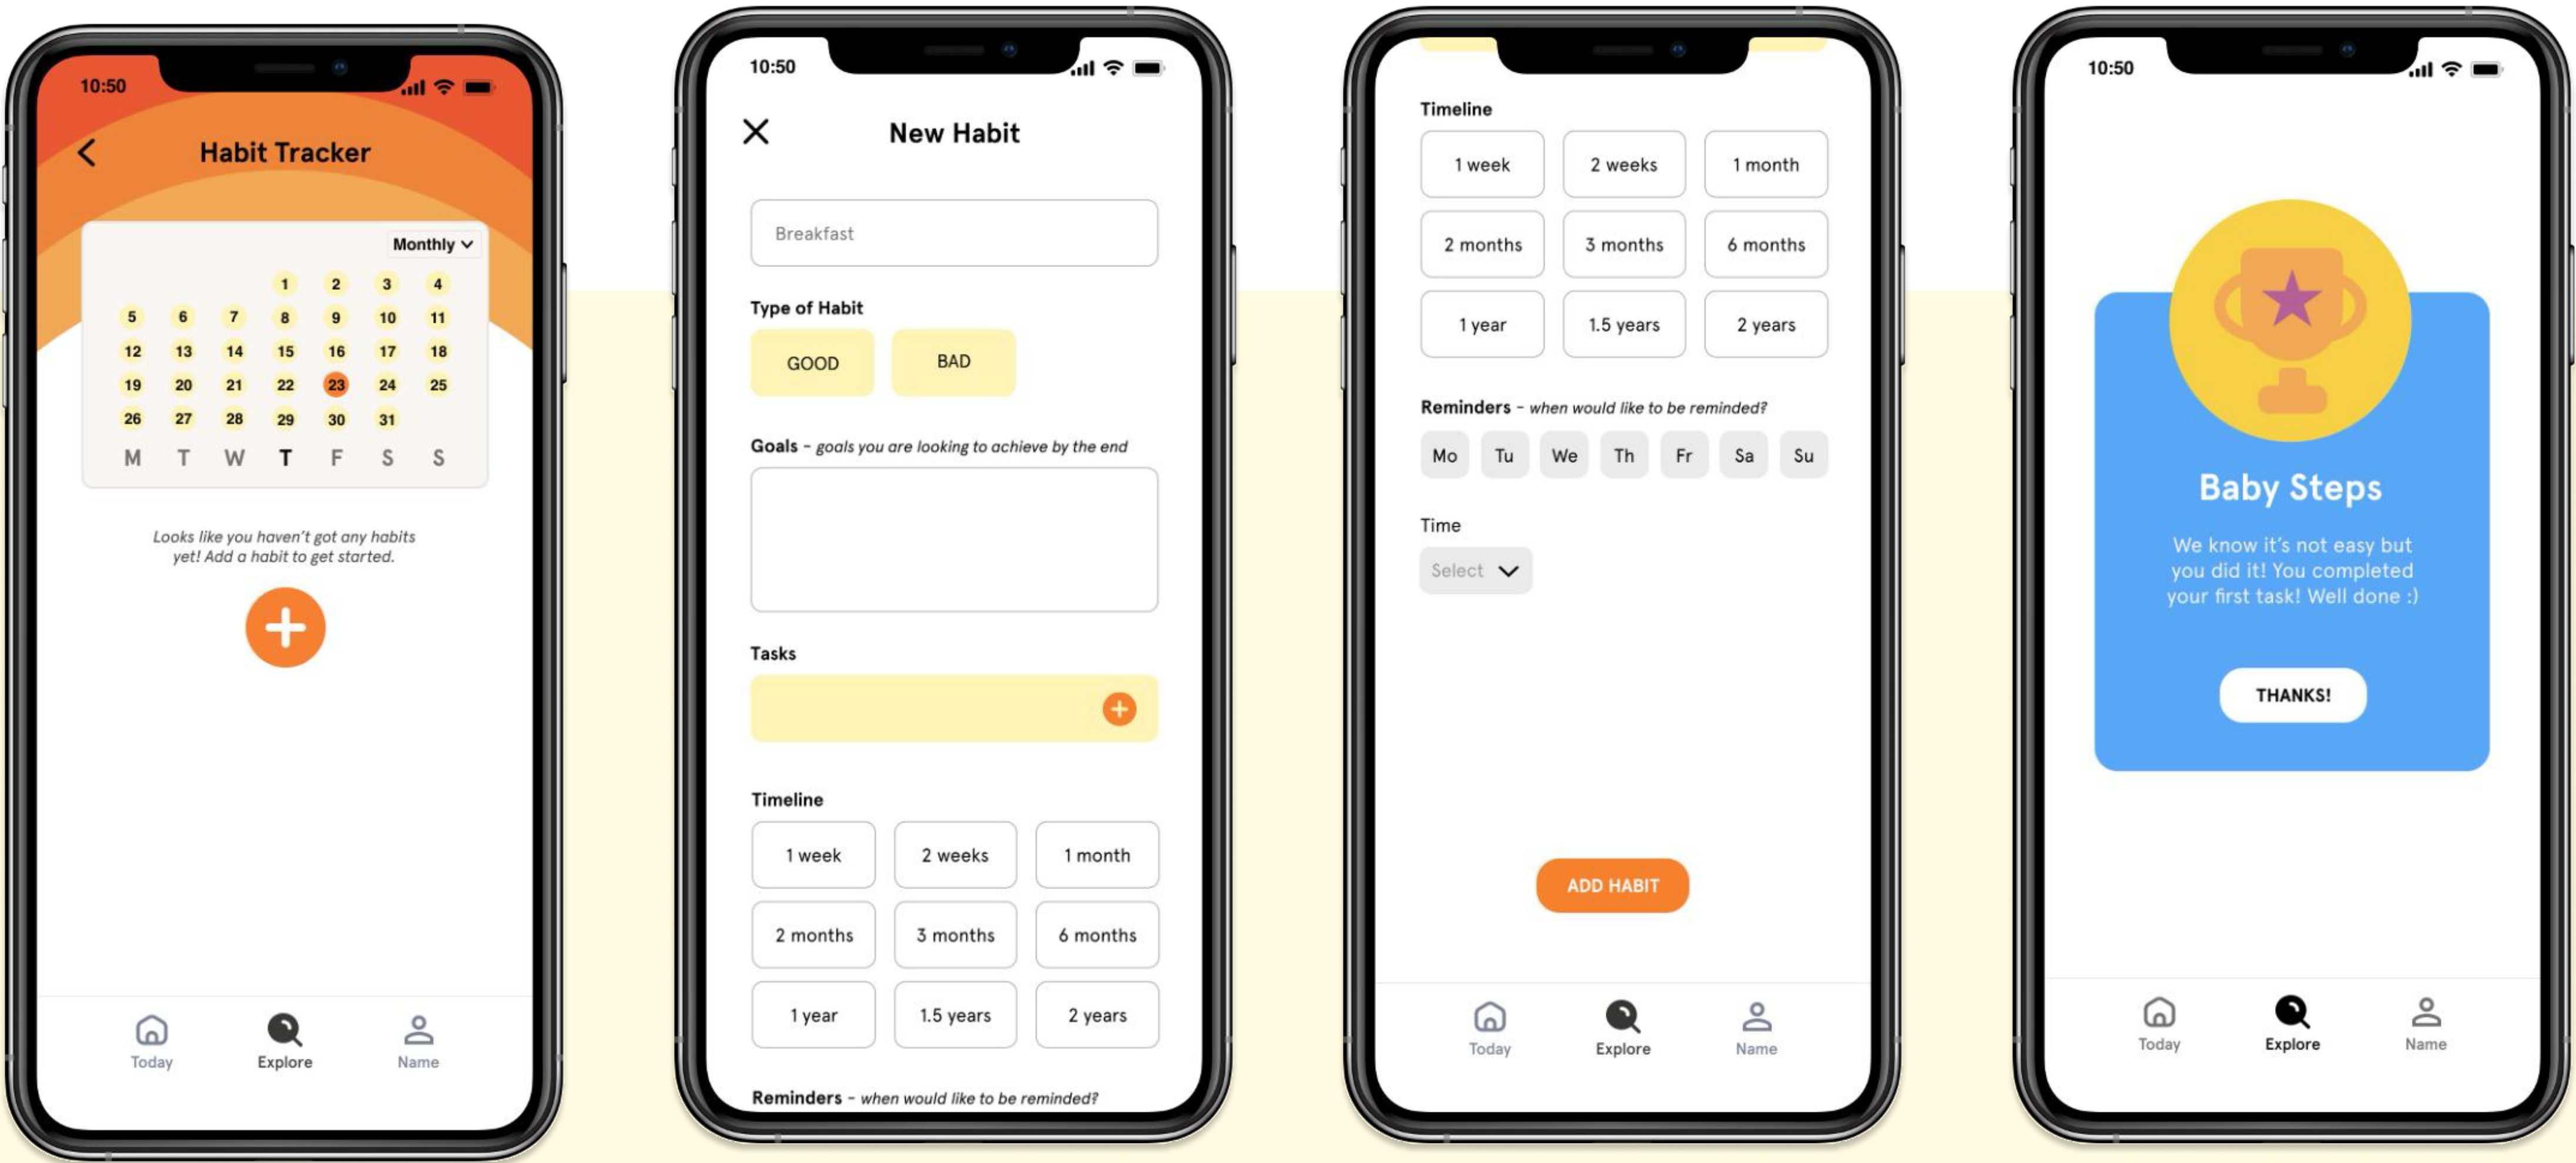 10:50
Habit Tracker
Monthly
1 2 3 4
5 6 7 8 9 10 11
12 13 14 15 16 17 18
19 20 21 22 23 24 25
26 27 28 29 30 31
M T W T F S S
Looks like you haven't got any habits
yet! Add a habit to get started.
Today Explore Name
10:50
New Habit
Breakfast
Type of Habit
GOOD BAD
Goals - goals you are looking to achieve by the end
Tasks
Timeline
1 week 2 weeks 1 month
2 months 3 months 6 months
1 year 1.5 years 2 years
Reminders - when would like to be reminded?
Timeline
1 week 2 weeks 1 month
2 months 3 months 6 months
1 year 1.5 years 2 years
Reminders - when would like to be reminded?
Mo Tu We Th Fr Sa Su
Time
Select
ADD HABIT
Today Explore Name
10:50
Baby Steps
We know it's not easy but
you did it! You completed
your first task! Well done :)
THANKS!
Today Explore Name